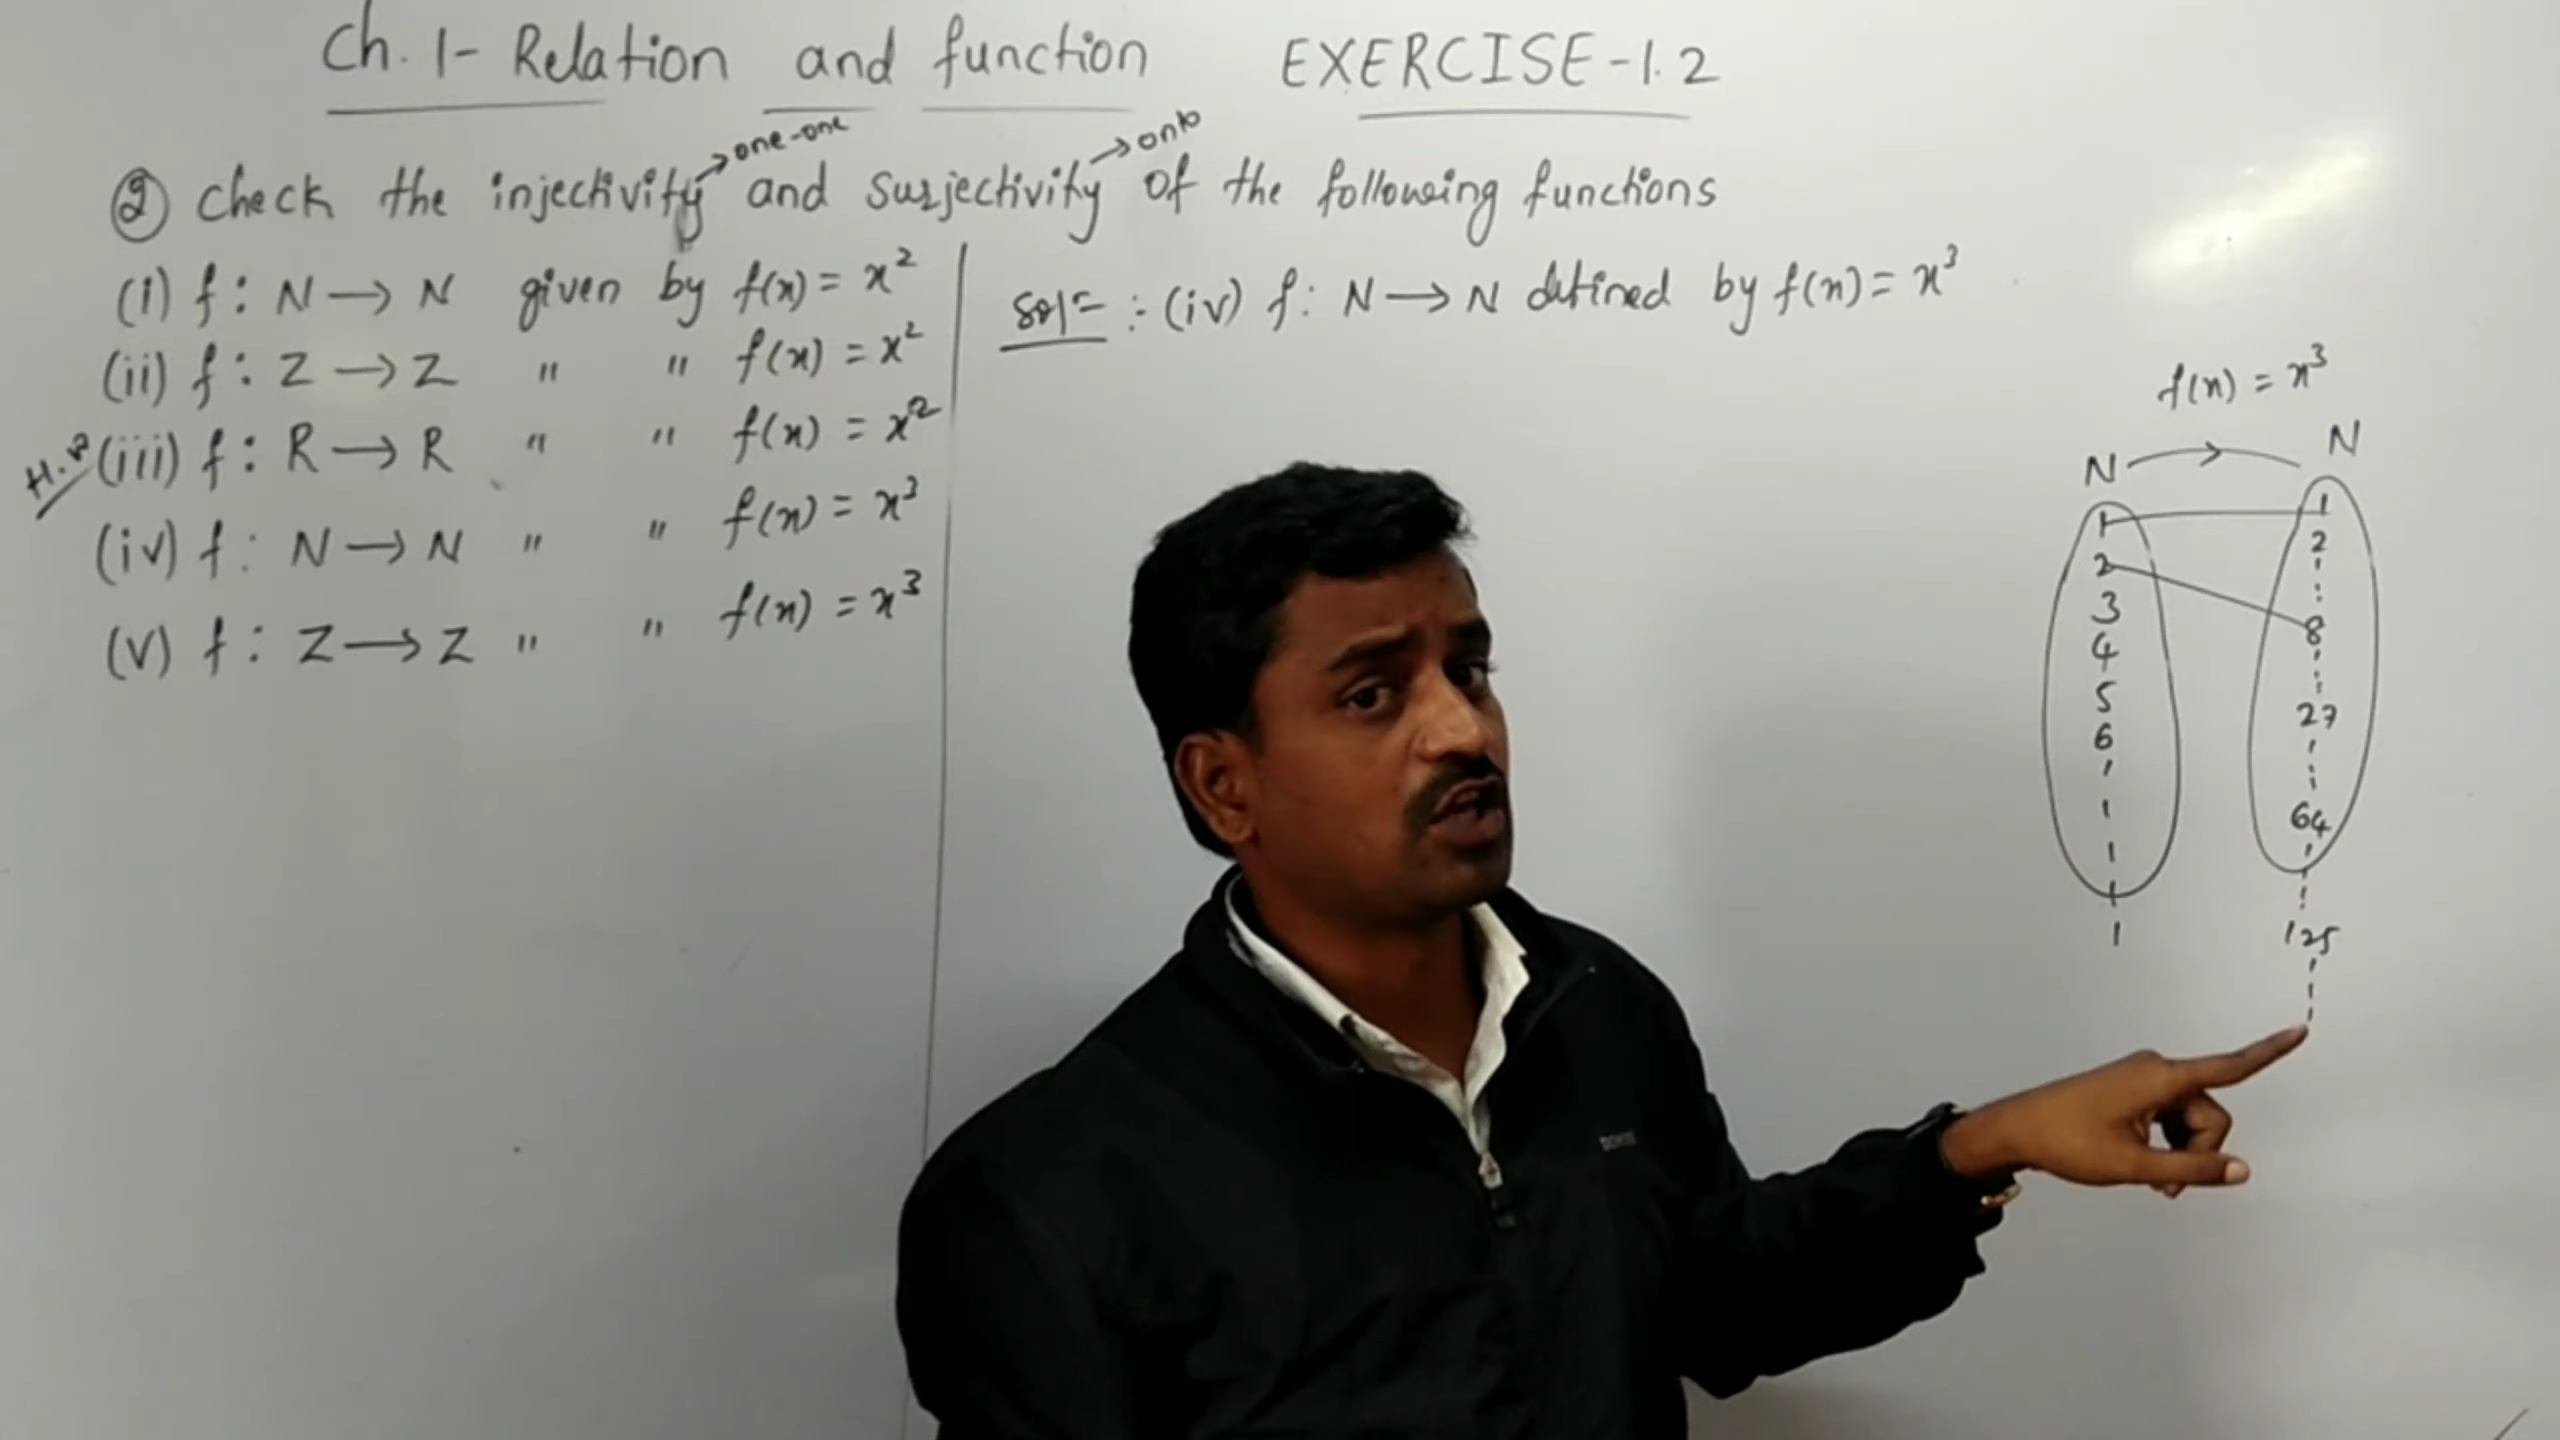 Ch. 1- Relation and function EXERCISE-1.2
→ one-one → onto
② Check the injectivity and surjectivity of the following functions
(i) f : N → N given by f(x) = x²
(ii) f : Z → Z " " f(x) = x²
H.W (iii) f : R → R " " f(x) = x²
(iv) f : N → N " " f(x) = x³
(v) f : Z → Z " " f(x) = x³
Solⁿ :- (iv) f : N → N defined by f(x) = x³
f(x) = x³
N → N
1 1
2 2
3 8
4 27
5 64
6 125